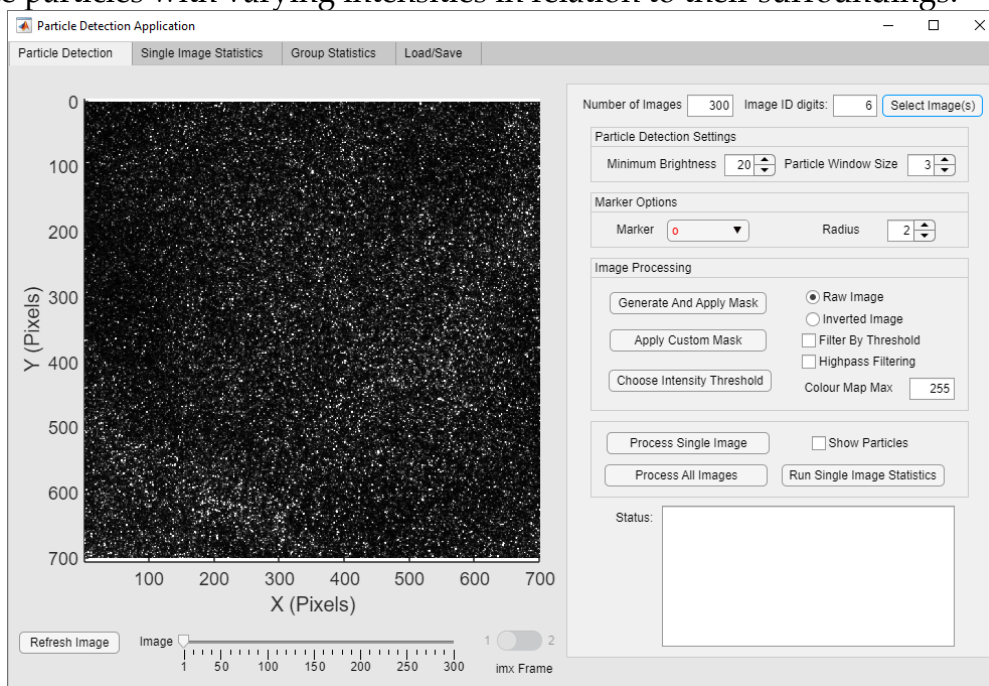 e particles with varying intensities in relation to their surroundings.
Particle Detection Application
Particle Detection Single Image Statistics Group Statistics Load/Save
Number of Images 300 Image ID digits: 6 Select Image(s)
Particle Detection Settings
Minimum Brightness 20 Particle Window Size 3
Marker Options
Marker o Radius 2
Image Processing
Generate And Apply Mask Raw Image
Inverted Image
Apply Custom Mask Filter By Threshold
Highpass Filtering
Choose Intensity Threshold Colour Map Max 255
Process Single Image Show Particles
Process All Images Run Single Image Statistics
Status:
0
100
200
300
400
500
600
700
Y (Pixels)
100 200 300 400 500 600 700
X (Pixels)
Refresh Image Image 1 2
1 50 100 150 200 250 300 imx Frame